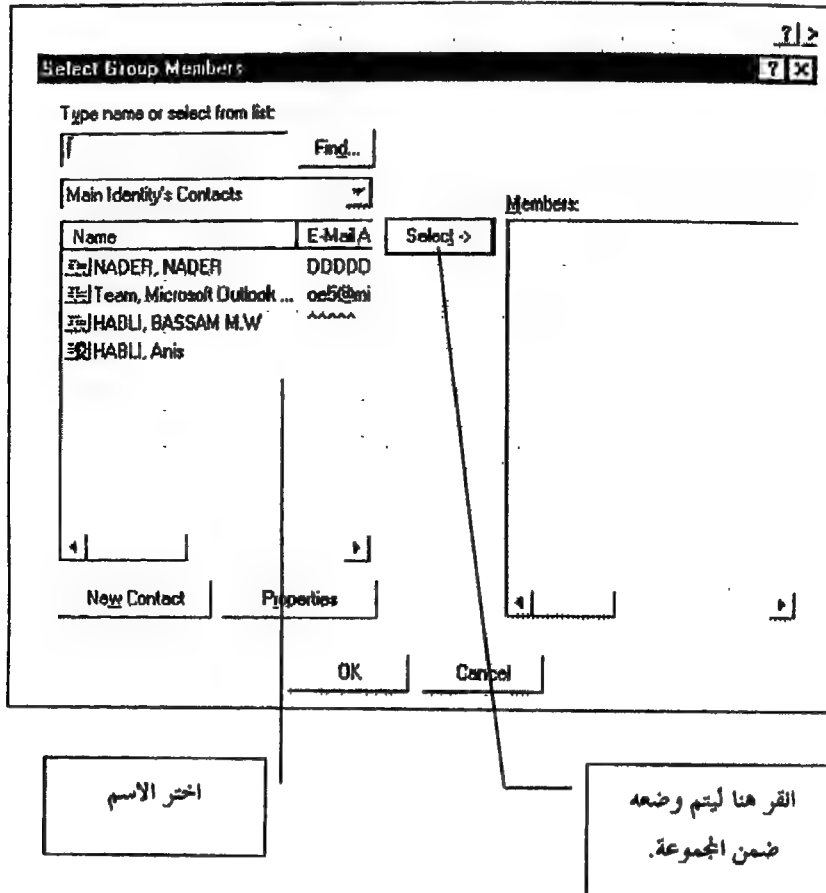 ? >
Select Group Members ? X
Type name or select from list:
Find...
Main Identity's Contacts
Members:
Name E-Mail A
Select ->
NADER, NADER DDDDD
Team, Microsoft Outlook ... oe5@mi
HABLI, BASSAM M.W ^^^^^
HABLI, Anis
New Contact Properties
OK Cancel
اختر الاسم
القر هنا ليتم وضعه
ضمن المجموعة.